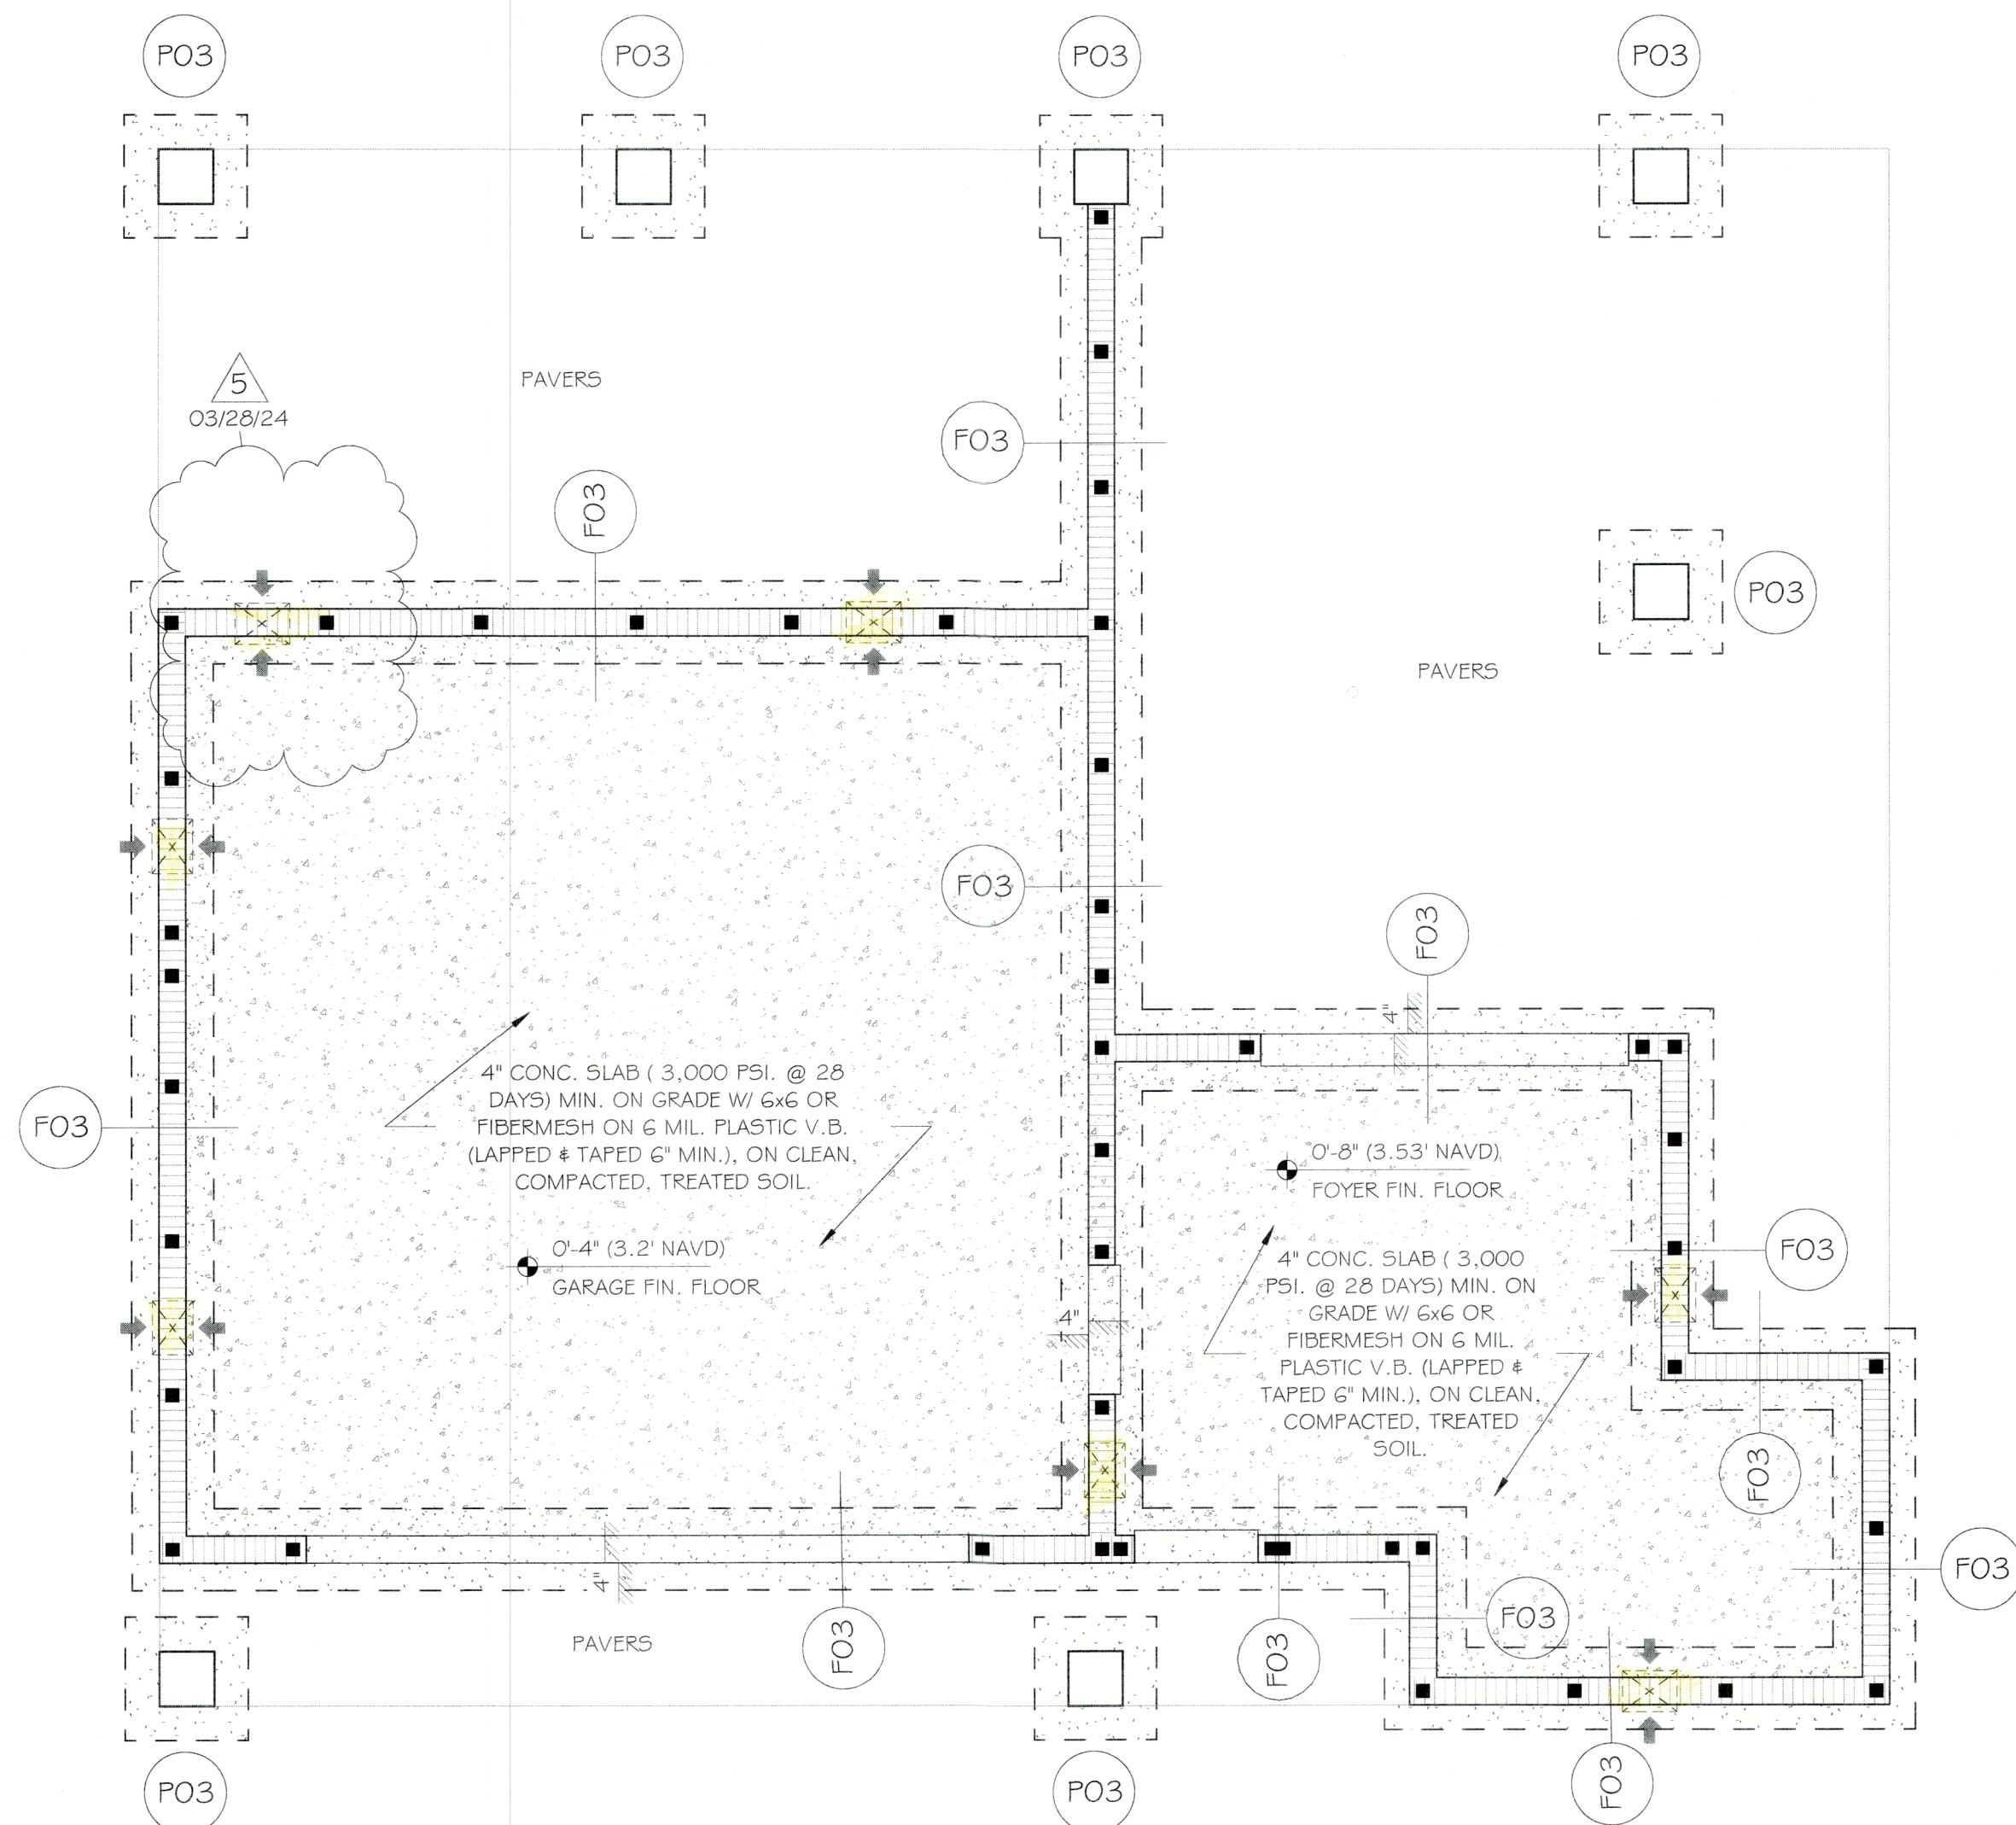 P03
P03
P03
P03
5
03/28/24
PAVERS
F03
F03
P03
PAVERS
F03
F03
4"
4" CONC. SLAB ( 3,000 PSI. @ 28
DAYS) MIN. ON GRADE W/ 6x6 OR
FIBERMESH ON 6 MIL. PLASTIC V.B.
(LAPPED & TAPED 6" MIN.), ON CLEAN,
COMPACTED, TREATED SOIL.
F03
0'-8" (3.53' NAVD)
FOYER FIN. FLOOR
0'-4" (3.2' NAVD)
GARAGE FIN. FLOOR
F03
4" CONC. SLAB ( 3,000
PSI. @ 28 DAYS) MIN. ON
GRADE W/ 6x6 OR
FIBERMESH ON 6 MIL.
PLASTIC V.B. (LAPPED &
TAPED 6" MIN.), ON CLEAN,
COMPACTED, TREATED
SOIL.
4"
x
x
x
x
x
x
x
F03
F03
4"
F03
PAVERS
F03
F03
F03
P03
P03